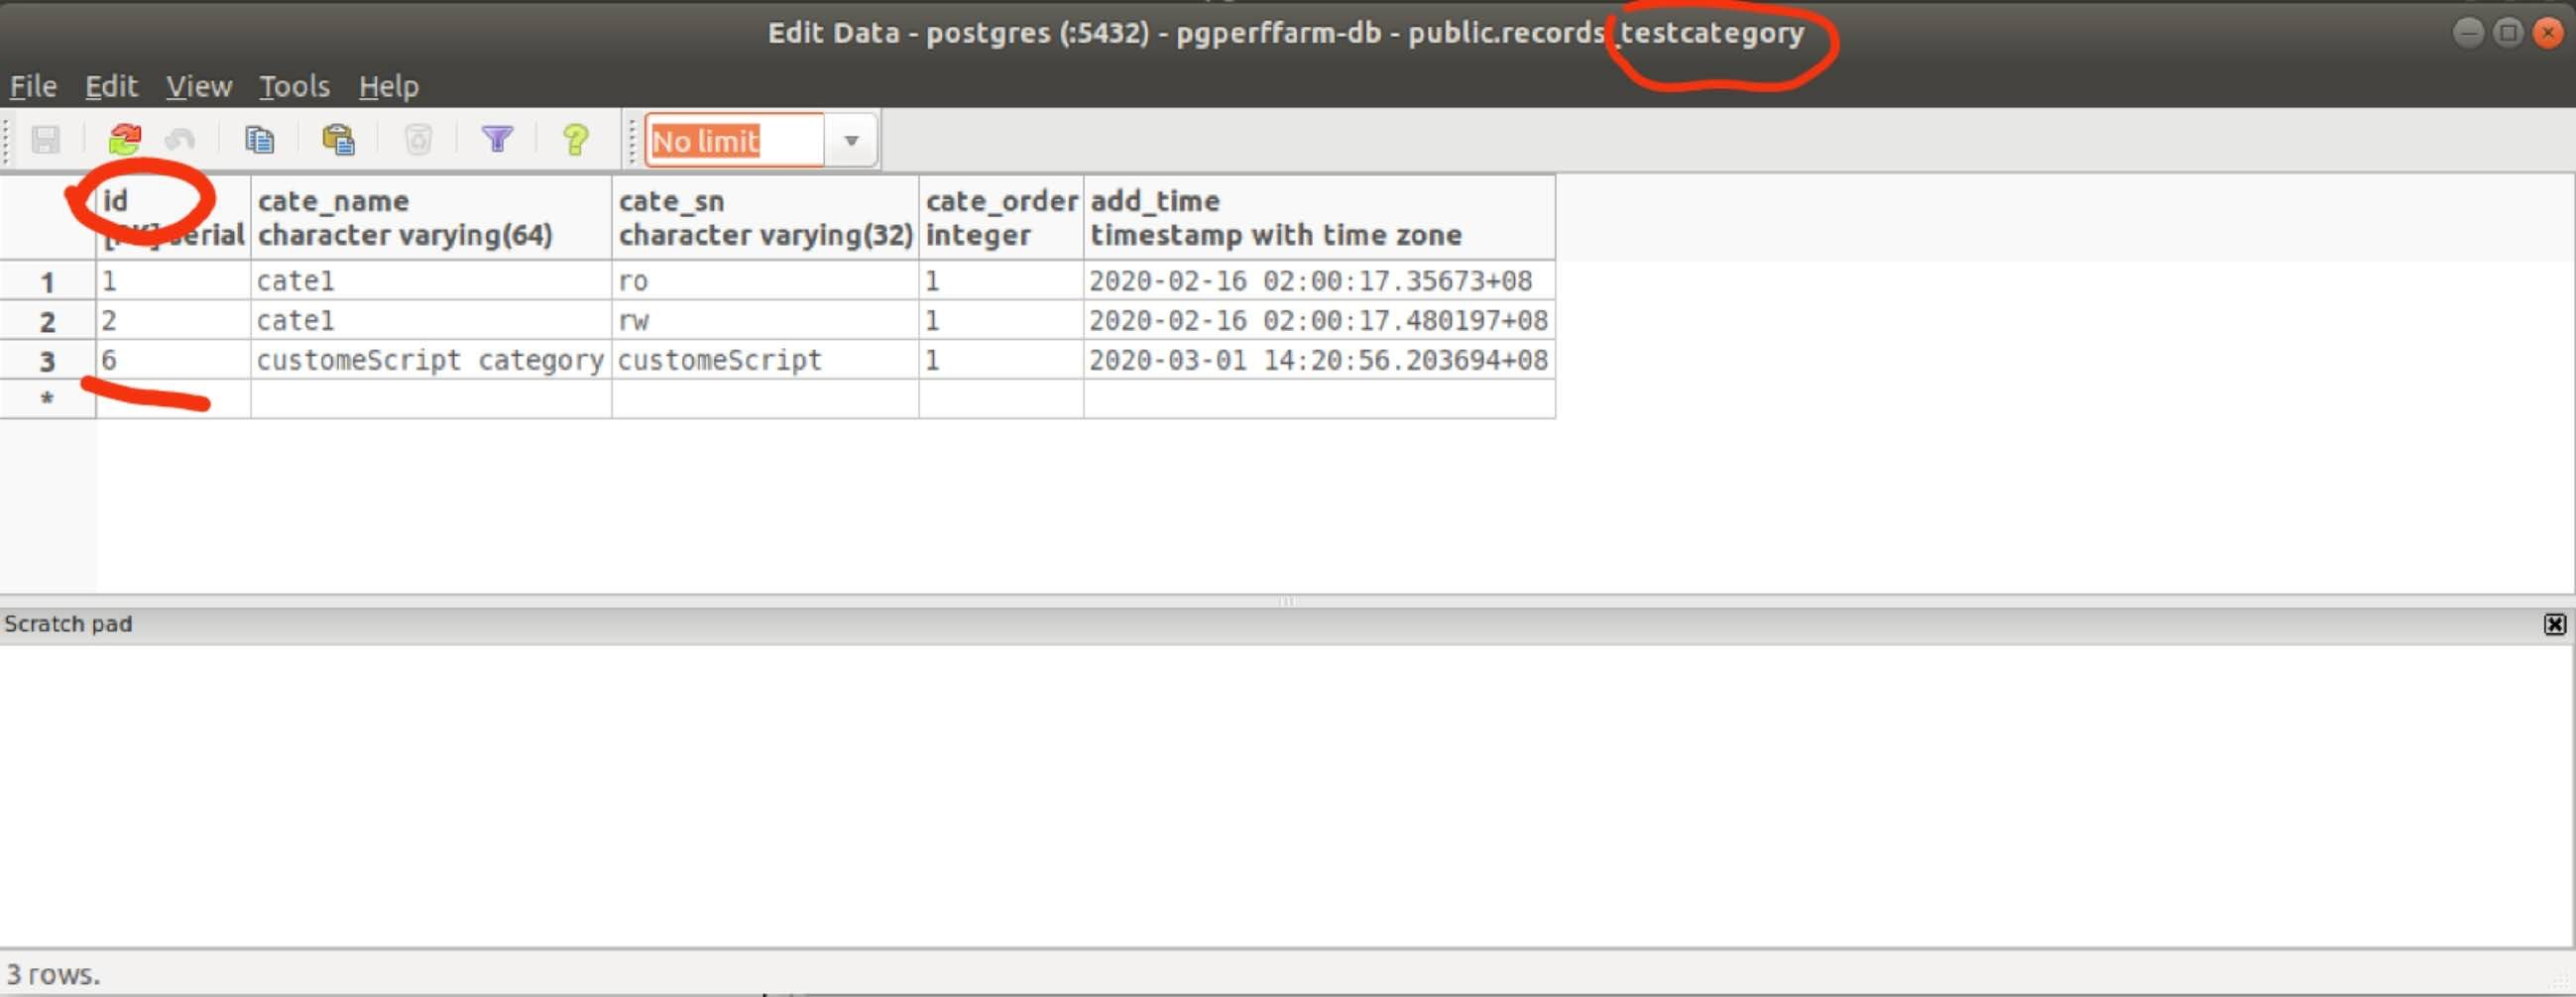 Edit Data - postgres (:5432) - pgperffarm-db - public.records_testcategory
File Edit View Tools Help
No limit
id cate_name cate_sn cate_order add_time
[PK] serial character varying(64) character varying(32) integer timestamp with time zone
1 1 cate1 ro 1 2020-02-16 02:00:17.35673+08
2 2 cate1 rw 1 2020-02-16 02:00:17.480197+08
3 6 customeScript category customeScript 1 2020-03-01 14:20:56.203694+08
*
Scratch pad
3 rows.